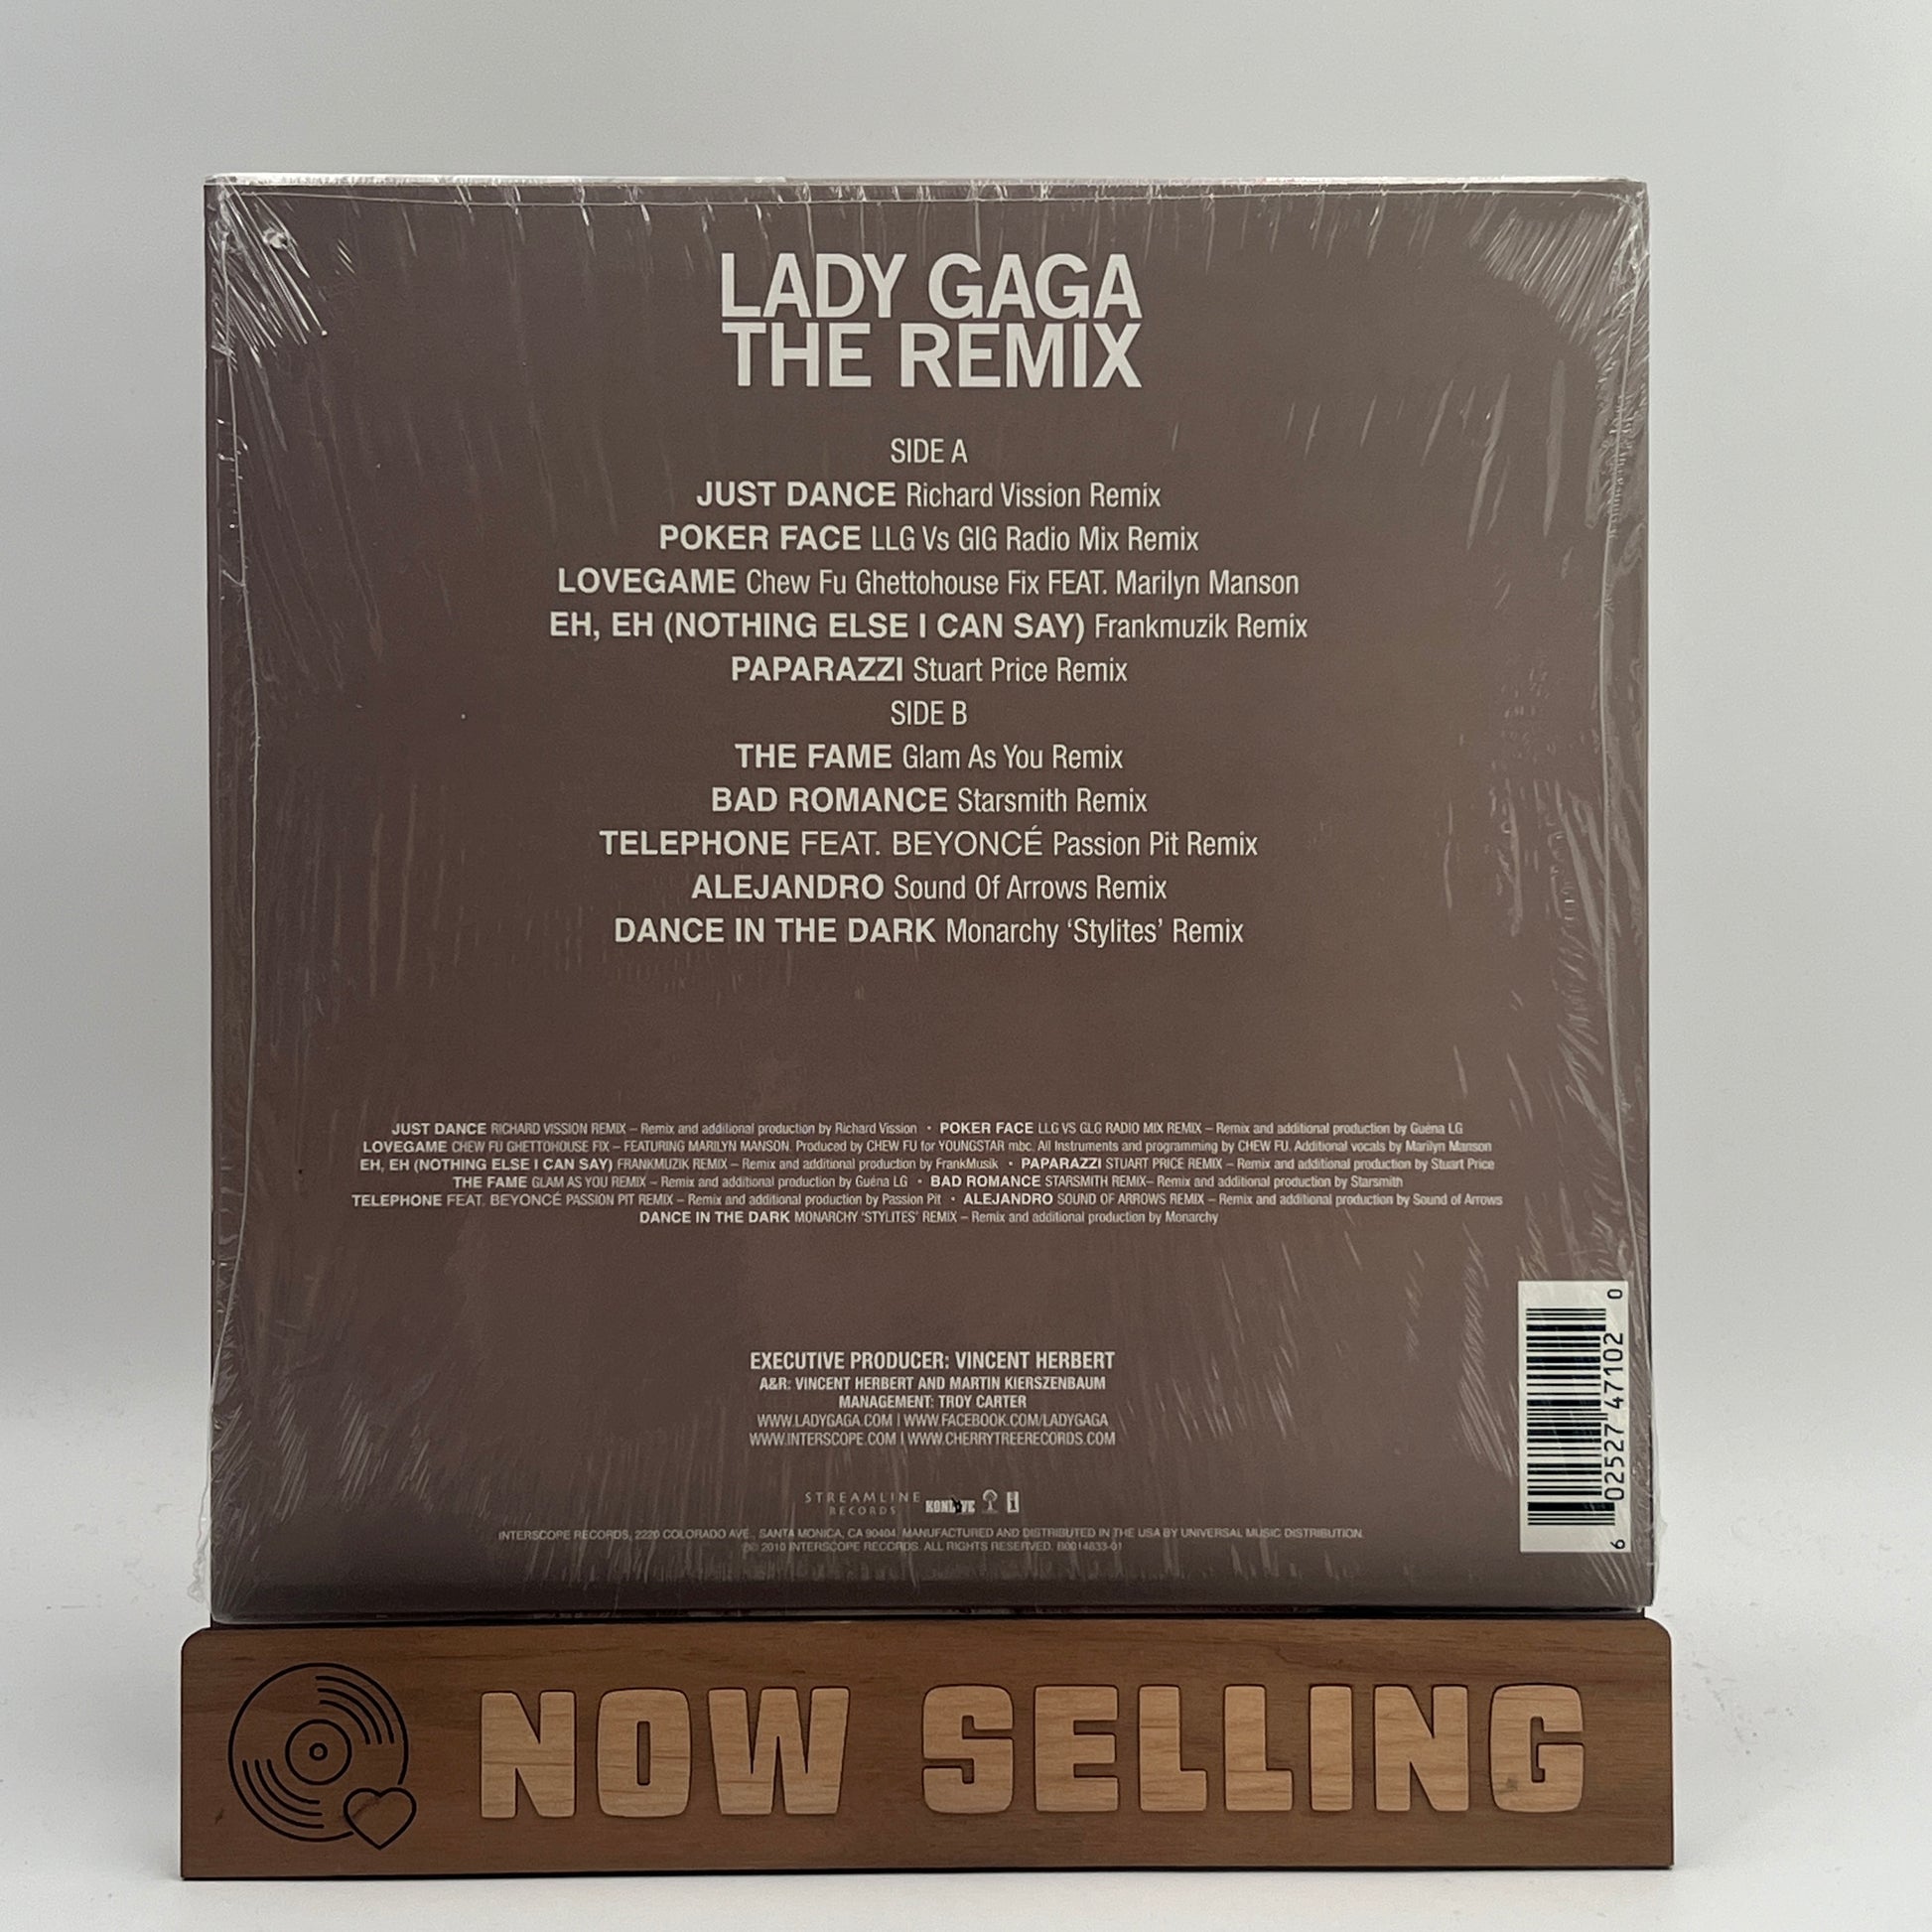 LADY GAGA
THE REMIX
SIDE A
JUST DANCE Richard Vission Remix
POKER FACE LLG Vs GIG Radio Mix Remix
LOVEGAME Chew Fu Ghettohouse Fix FEAT. Marilyn Manson
EH, EH (NOTHING ELSE I CAN SAY) Frankmuzik Remix
PAPARAZZI Stuart Price Remix
SIDE B
THE FAME Glam As You Remix
BAD ROMANCE Starsmith Remix
TELEPHONE FEAT. BEYONCÉ Passion Pit Remix
ALEJANDRO Sound Of Arrows Remix
DANCE IN THE DARK Monarchy ‘Stylites’ Remix
JUST DANCE RICHARD VISSION REMIX – Remix and additional production by Richard Vission • POKER FACE LLG VS GLG RADIO MIX REMIX – Remix and additional production by Guéna LG
LOVEGAME CHEW FU GHETTOHOUSE FIX – FEATURING MARILYN MANSON. Produced by CHEW FU for YOUNGSTAR mbc. All Instruments and programming by CHEW FU. Additional vocals by Marilyn Manson
EH, EH (NOTHING ELSE I CAN SAY) FRANKMUZIK REMIX – Remix and additional production by FrankMusik • PAPARAZZI STUART PRICE REMIX – Remix and additional production by Stuart Price
THE FAME GLAM AS YOU REMIX – Remix and additional production by Guéna LG • BAD ROMANCE STARSMITH REMIX– Remix and additional production by Starsmith
TELEPHONE FEAT. BEYONCÉ PASSION PIT REMIX – Remix and additional production by Passion Pit • ALEJANDRO SOUND OF ARROWS REMIX – Remix and additional production by Sound of Arrows
DANCE IN THE DARK MONARCHY ‘STYLITES’ REMIX – Remix and additional production by Monarchy
EXECUTIVE PRODUCER: VINCENT HERBERT
A&R: VINCENT HERBERT AND MARTIN KIERSZENBAUM
MANAGEMENT: TROY CARTER
WWW.LADYGAGA.COM | WWW.FACEBOOK.COM/LADYGAGA
WWW.INTERSCOPE.COM | WWW.CHERRYTREERECORDS.COM
STREAMLINE
RECORDS
KONLIVE
INTERSCOPE RECORDS, 2220 COLORADO AVE., SANTA MONICA, CA 90404. MANUFACTURED AND DISTRIBUTED IN THE USA BY UNIVERSAL MUSIC DISTRIBUTION.
℗© 2010 INTERSCOPE RECORDS. ALL RIGHTS RESERVED. B0014633-01
6 02527 47102 0
NOW SELLING